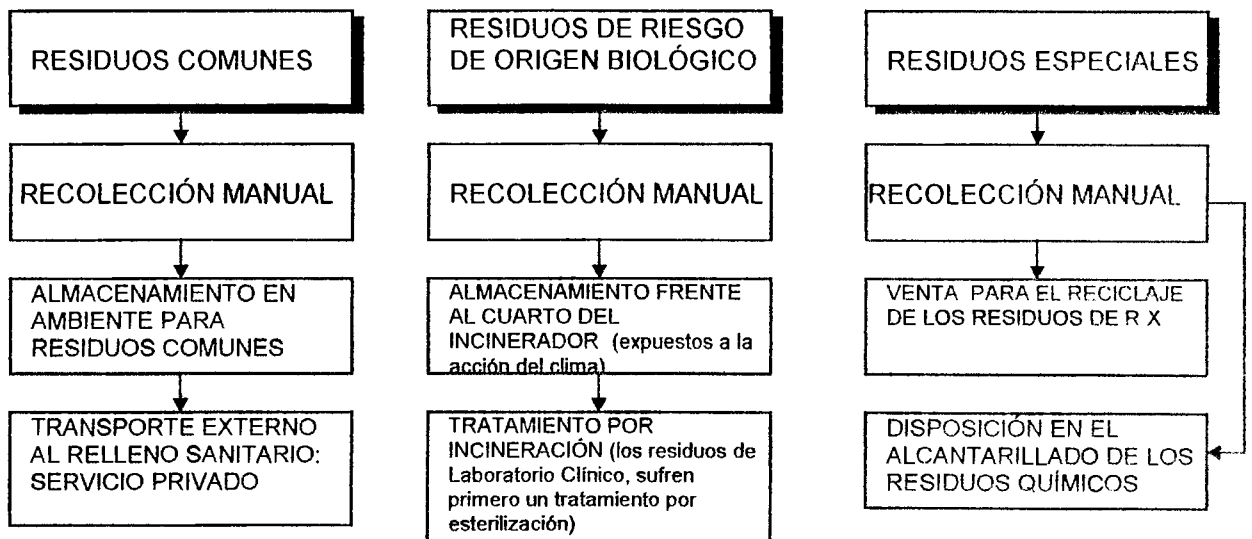 RESIDUOS COMUNES
RECOLECCIÓN MANUAL
ALMACENAMIENTO EN
AMBIENTE PARA
RESIDUOS COMUNES
TRANSPORTE EXTERNO
AL RELLENO SANITARIO:
SERVICIO PRIVADO
RESIDUOS DE RIESGO
DE ORIGEN BIOLÓGICO
RECOLECCIÓN MANUAL
ALMACENAMIENTO FRENTE
AL CUARTO DEL
INCINERADOR (expuestos a la
acción del clima)
TRATAMIENTO POR
INCINERACIÓN (los residuos de
Laboratorio Clínico, sufren
primero un tratamiento por
esterilización)
RESIDUOS ESPECIALES
RECOLECCIÓN MANUAL
VENTA PARA EL RECICLAJE
DE LOS RESIDUOS DE R X
DISPOSICIÓN EN EL
ALCANTARILLADO DE LOS
RESIDUOS QUÍMICOS